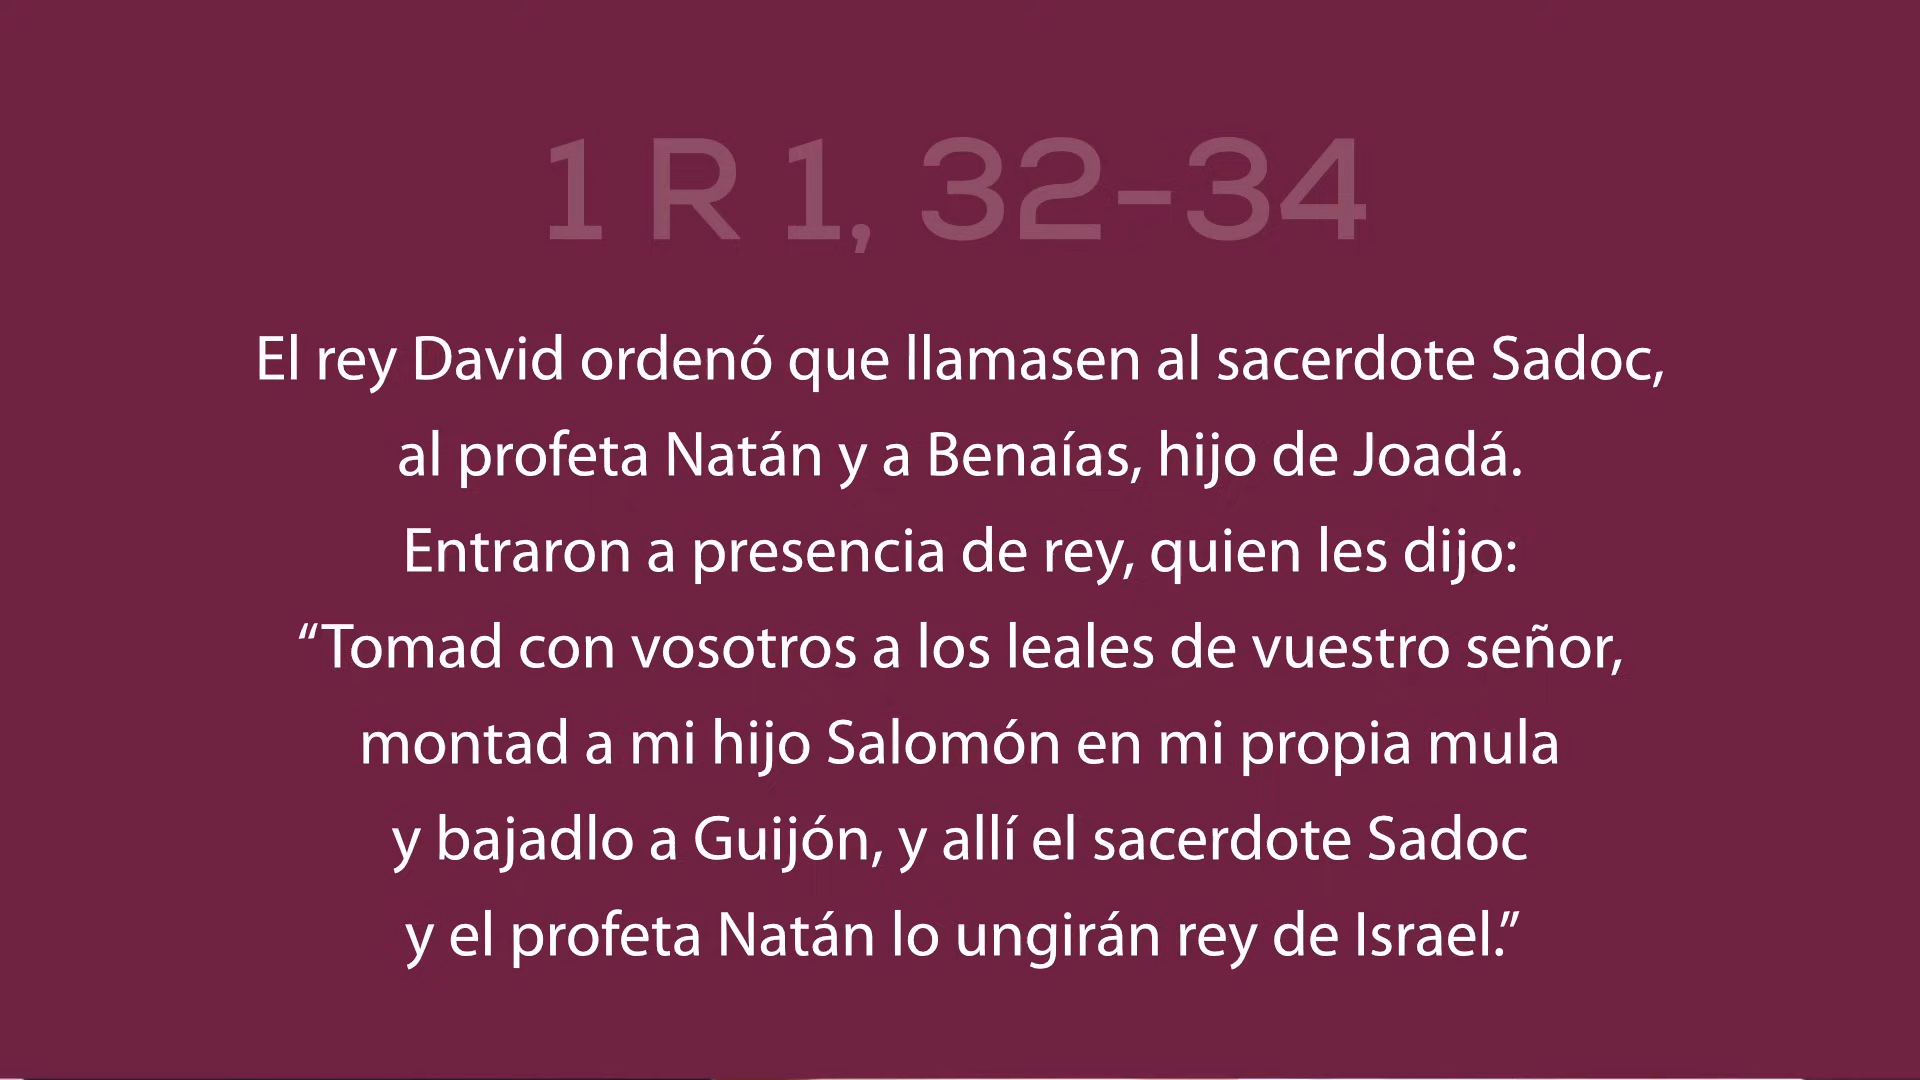 1 R 1, 32-34
El rey David ordenó que llamasen al sacerdote Sadoc,
al profeta Natán y a Benaías, hijo de Joadá.
Entraron a presencia de rey, quien les dijo:
“Tomad con vosotros a los leales de vuestro señor,
montad a mi hijo Salomón en mi propia mula
y bajadlo a Guijón, y allí el sacerdote Sadoc
y el profeta Natán lo ungirán rey de Israel.”